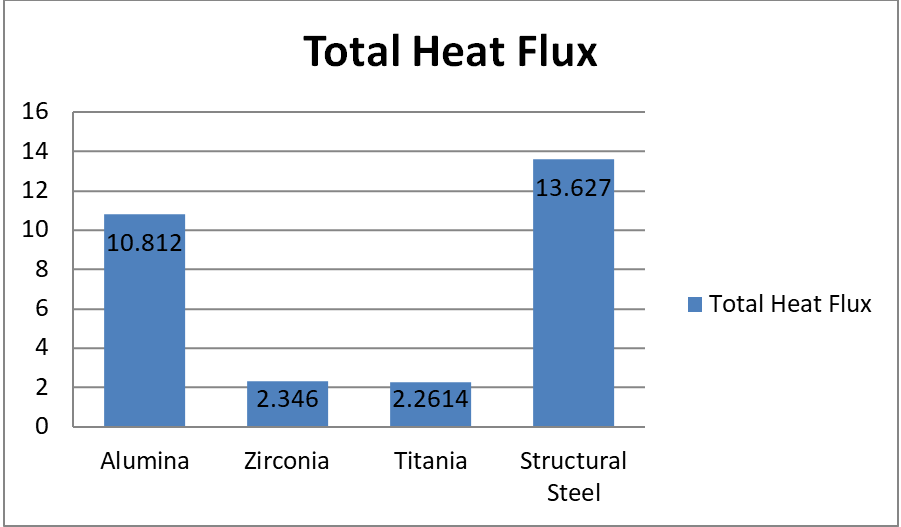 Total Heat Flux
16
14
12
10
8
6
4
2
0
10.812
2.346
2.2614
13.627
Alumina
Zirconia
Titania
Structural
Steel
Total Heat Flux